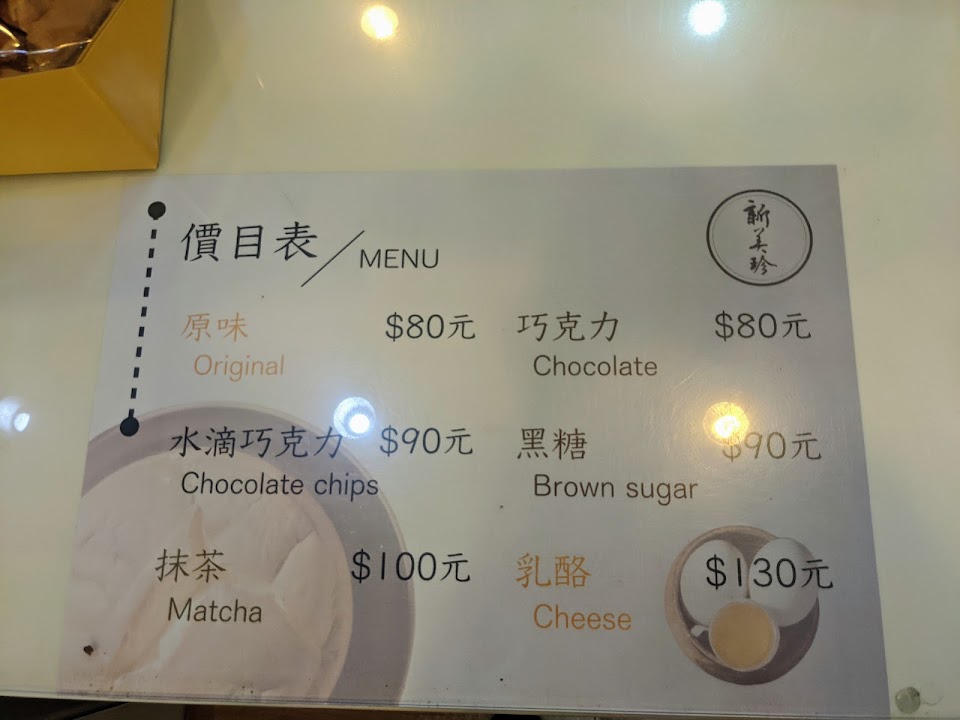 價目表 / MENU
新美珍
原味 $80元
Original
巧克力 $80元
Chocolate
水滴巧克力 $90元
Chocolate chips
黑糖 $90元
Brown sugar
抹茶 $100元
Matcha
乳酪 $130元
Cheese